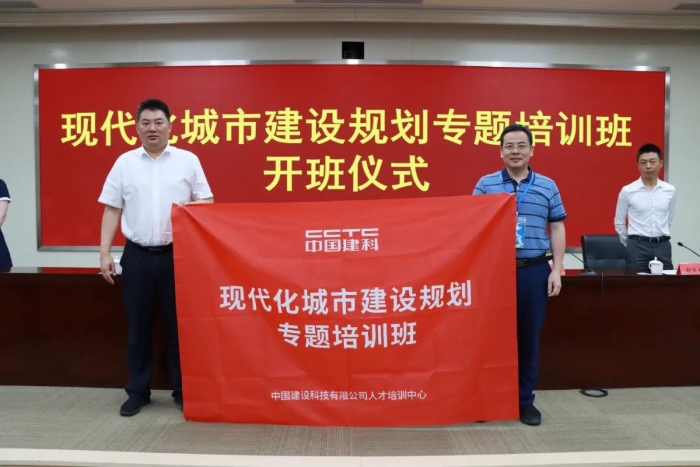 现代化城市建设规划专题培训班
开班仪式
CCTC
中国建科
现代化城市建设规划
专题培训班
中国建设科技有限公司人才培训中心